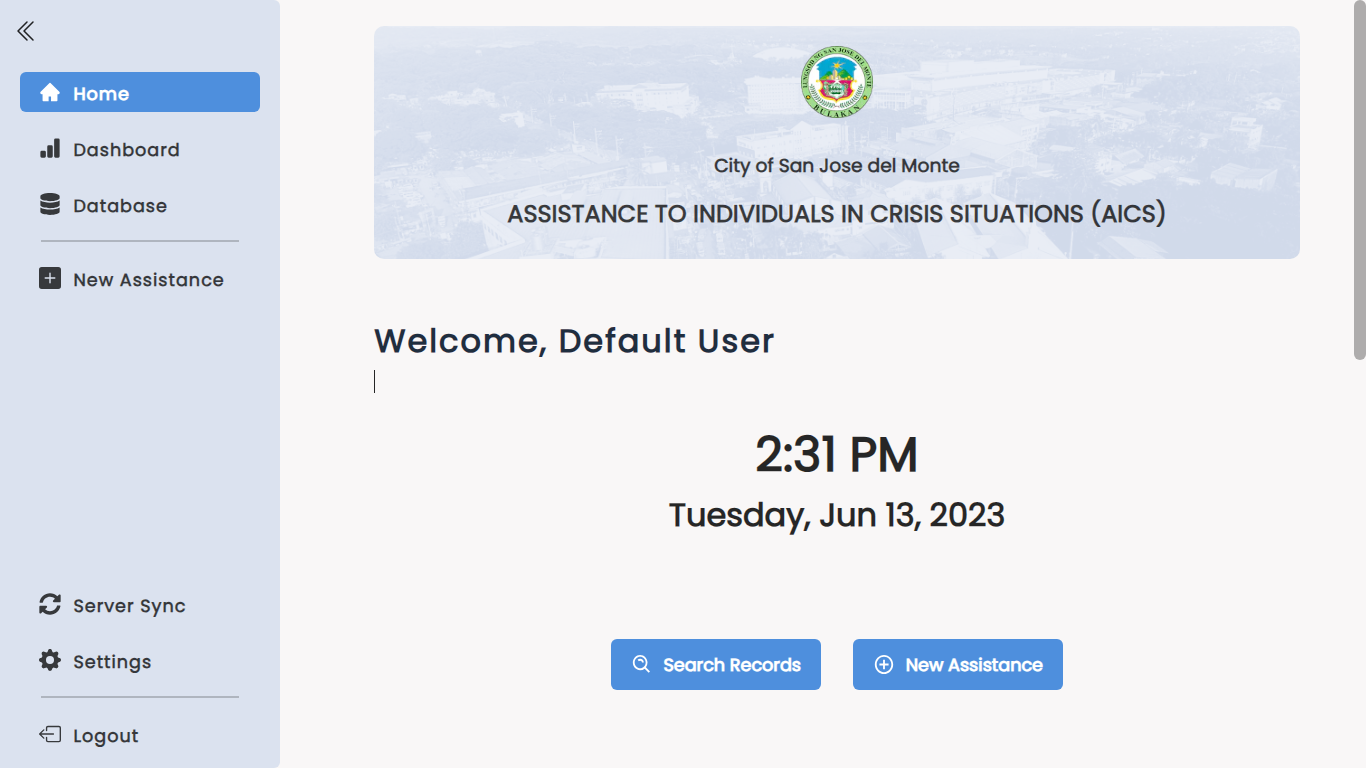 Home
Dashboard
Database
New Assistance
Server Sync
Settings
Logout
LUNGSOD NG SAN JOSE DEL MONTE
BULAKAN
City of San Jose del Monte
ASSISTANCE TO INDIVIDUALS IN CRISIS SITUATIONS (AICS)
Welcome, Default User
2:31 PM
Tuesday, Jun 13, 2023
Search Records
New Assistance